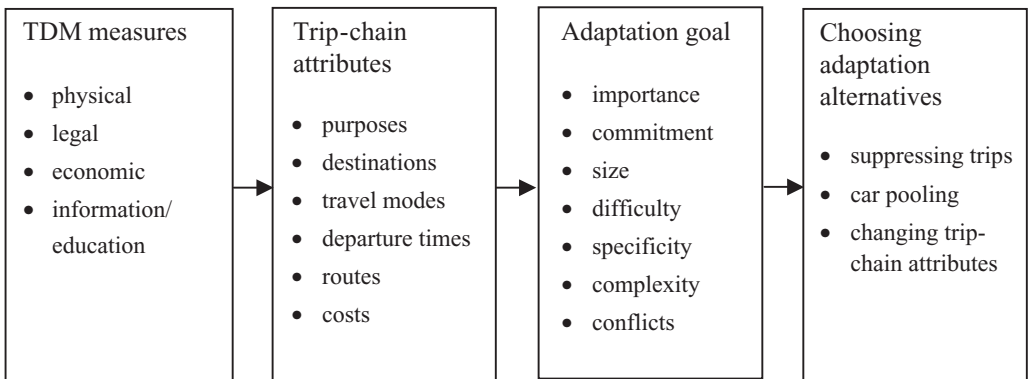 TDM measures
• physical
• legal
• economic
• information/
education
Trip-chain
attributes
• purposes
• destinations
• travel modes
• departure times
• routes
• costs
Adaptation goal
• importance
• commitment
• size
• difficulty
• specificity
• complexity
• conflicts
Choosing
adaptation
alternatives
• suppressing trips
• car pooling
• changing trip-
chain attributes